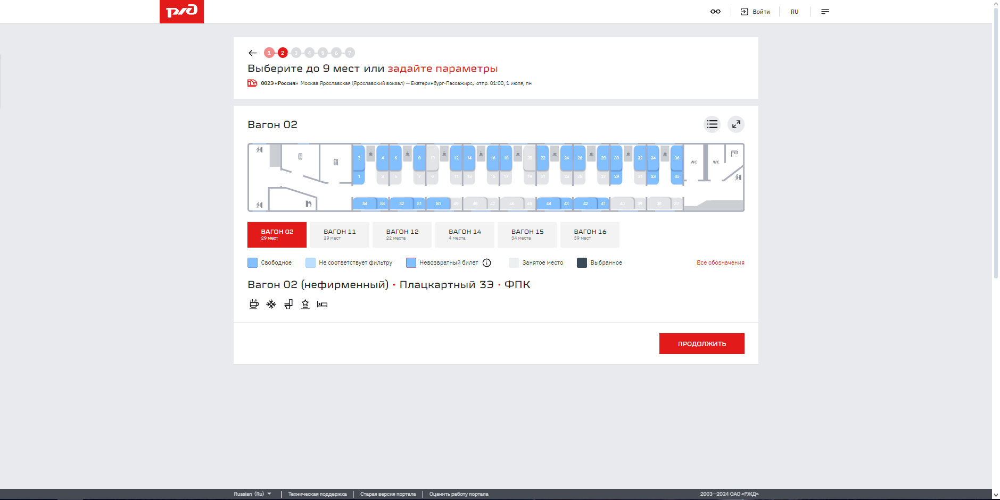 ржд
Войти
RU
1 2 3 4 5 6 7
Выберите до 9 мест или задайте параметры
002Э «Россия» Москва Ярославская (Ярославский вокзал) — Екатеринбург-Пассажирс, отпр. 01:00, 1 июля, пн
Вагон 02
2 4 6 8 10 12 14 16 18 20 22 24 26 28 30 32 34 36
WC WC
1 3 5 7 9 11 13 15 17 19 21 23 25 27 29 31 33 35
54 53 52 51 50 49 48 47 46 45 44 43 42 41 40 39 38 37
ВАГОН 02 ВАГОН 11 ВАГОН 12 ВАГОН 14 ВАГОН 15 ВАГОН 16
29 мест 29 мест 22 места 4 места 34 места 39 мест
Свободное Не соответствует фильтру Невозвратный билет Занятое место Выбранное Все обозначения
Вагон 02 (нефирменный) • Плацкартный 3Э • ФПК
ПРОДОЛЖИТЬ
Russian (Ru) Техническая поддержка Старая версия портала Оценить работу портала 2003—2024 ОАО «РЖД»